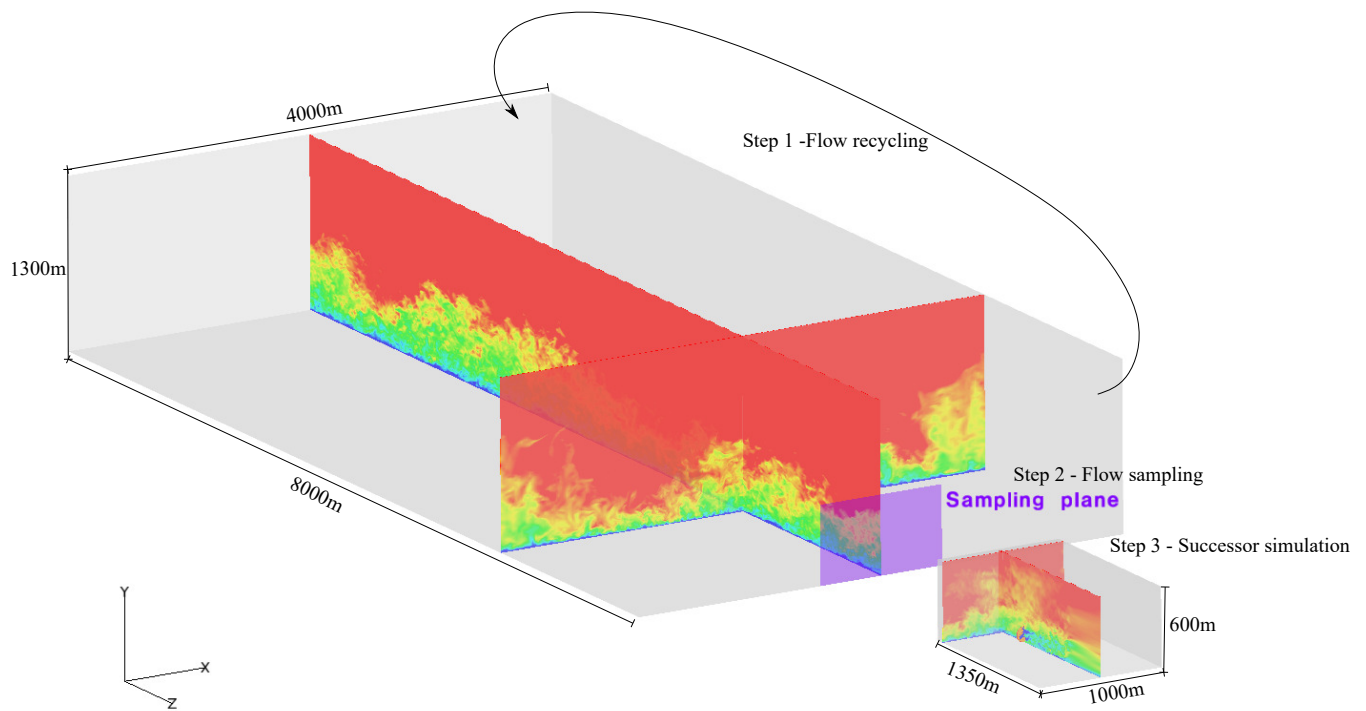 4000m
Step 1 -Flow recycling
1300m
8000m
Step 2 - Flow sampling
Sampling plane
Step 3 - Successor simulation
600m
1350m
1000m
Y
X
Z